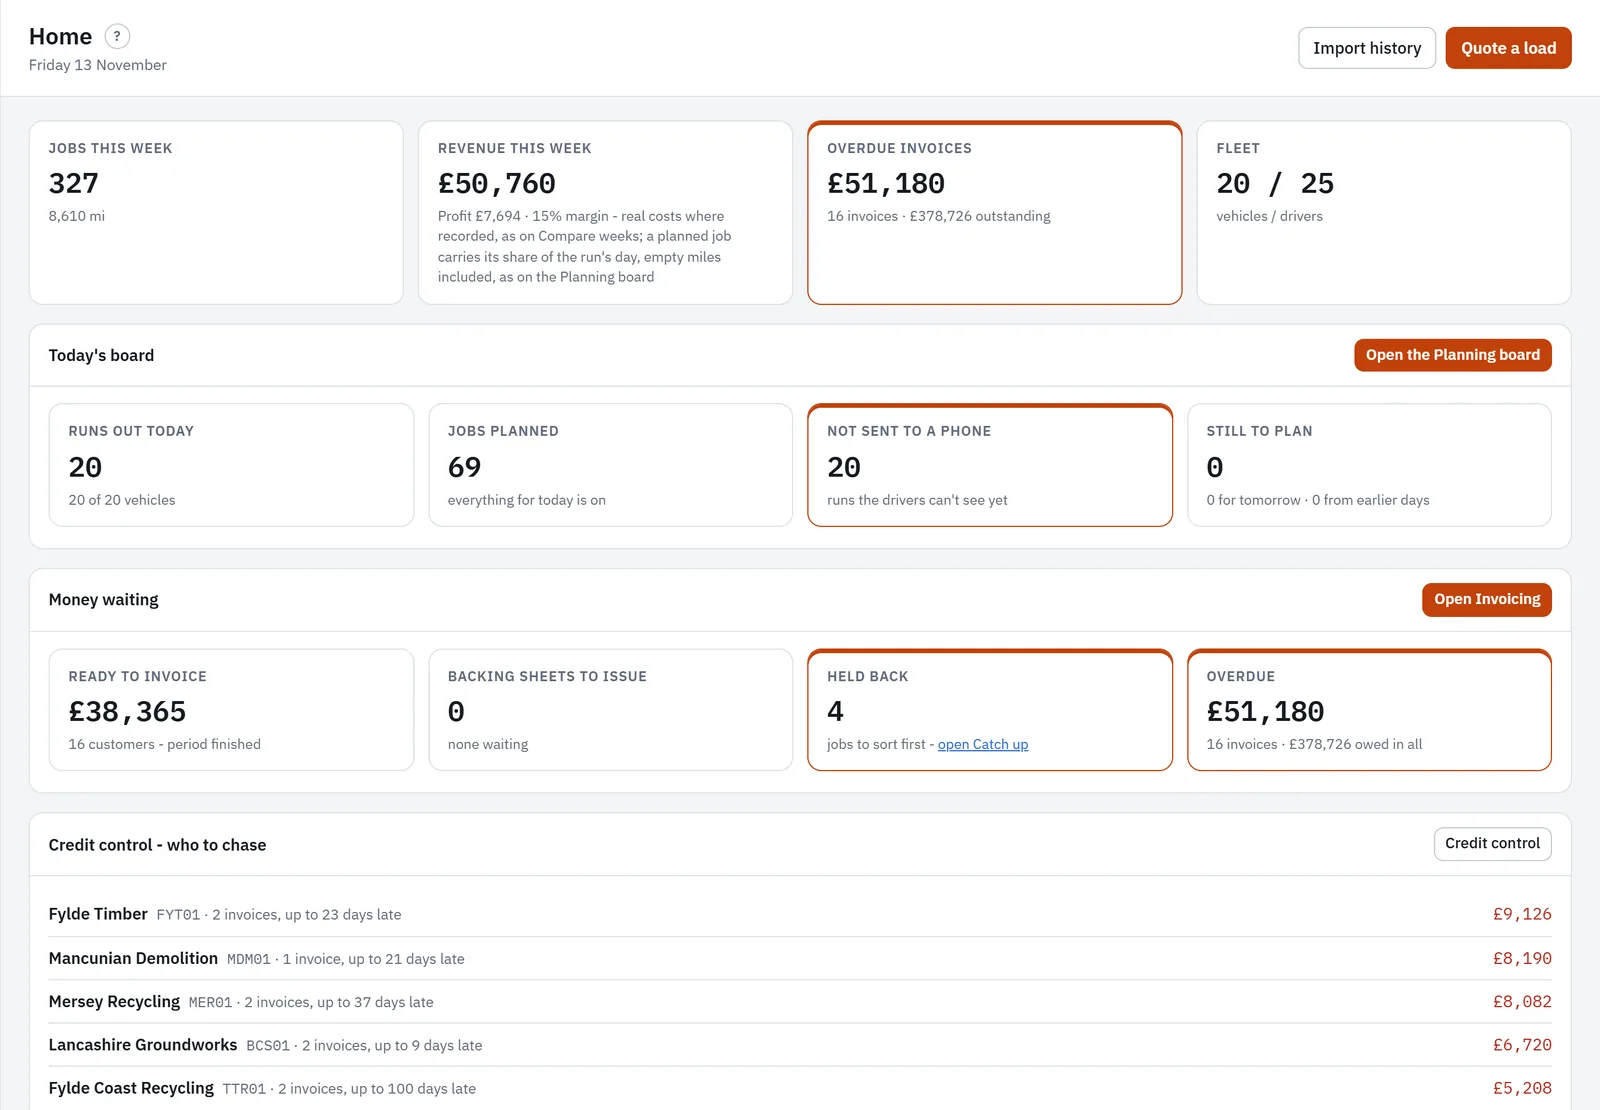 Home ?
Friday 13 November
Import history
Quote a load
JOBS THIS WEEK
327
8,610 mi
REVENUE THIS WEEK
£50,760
Profit £7,694 · 15% margin - real costs where
recorded, as on Compare weeks; a planned job
carries its share of the run's day, empty miles
included, as on the Planning board
OVERDUE INVOICES
£51,180
16 invoices · £378,726 outstanding
FLEET
20 / 25
vehicles / drivers
Today's board
Open the Planning board
RUNS OUT TODAY
20
20 of 20 vehicles
JOBS PLANNED
69
everything for today is on
NOT SENT TO A PHONE
20
runs the drivers can't see yet
STILL TO PLAN
0
0 for tomorrow · 0 from earlier days
Money waiting
Open Invoicing
READY TO INVOICE
£38,365
16 customers - period finished
BACKING SHEETS TO ISSUE
0
none waiting
HELD BACK
4
jobs to sort first - open Catch up
OVERDUE
£51,180
16 invoices · £378,726 owed in all
Credit control - who to chase
Credit control
Fylde Timber FYT01 · 2 invoices, up to 23 days late £9,126
Mancunian Demolition MDM01 · 1 invoice, up to 21 days late £8,190
Mersey Recycling MER01 · 2 invoices, up to 37 days late £8,082
Lancashire Groundworks BCS01 · 2 invoices, up to 9 days late £6,720
Fylde Coast Recycling TTR01 · 2 invoices, up to 100 days late £5,208